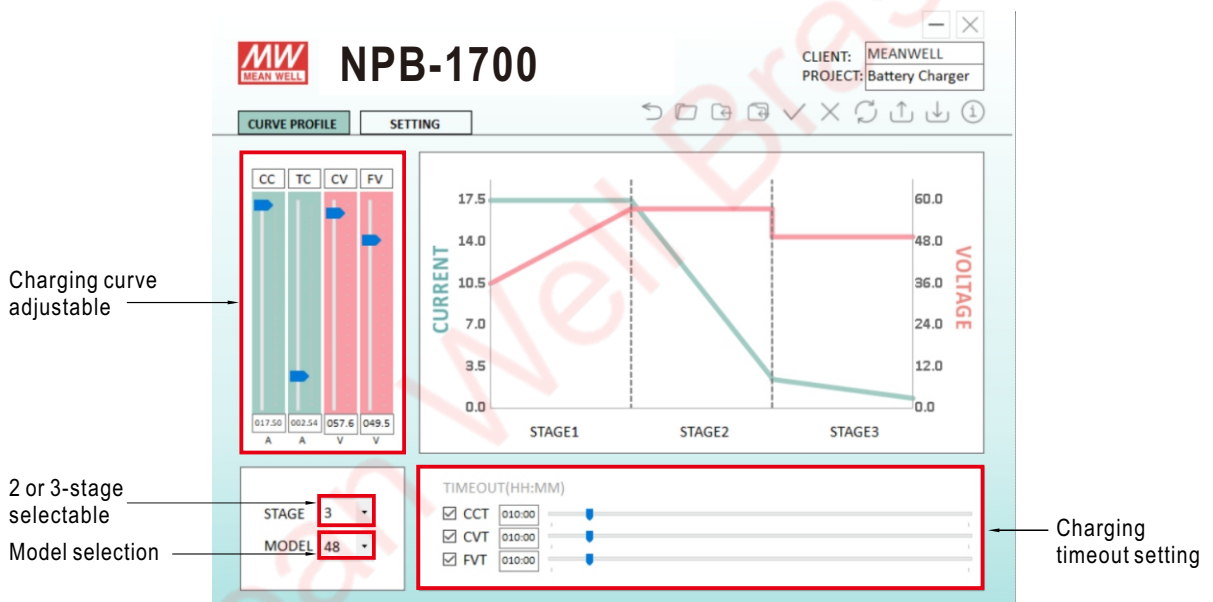 MW
MEAN WELL
NPB-1700
CLIENT: MEANWELL
PROJECT: Battery Charger
CURVE PROFILE SETTING
CC TC CV FV
017.50 002.54 057.6 049.5
A A V V
Charging curve
adjustable
CURRENT
17.5
14.0
10.5
7.0
3.5
0.0
60.0
48.0
36.0
24.0
12.0
0.0
VOLTAGE
STAGE1 STAGE2 STAGE3
2 or 3-stage
selectable
Model selection
STAGE 3
MODEL 48
TIMEOUT(HH:MM)
CCT 010:00
CVT 010:00
FVT 010:00
Charging
timeout setting
Mean Well Bras